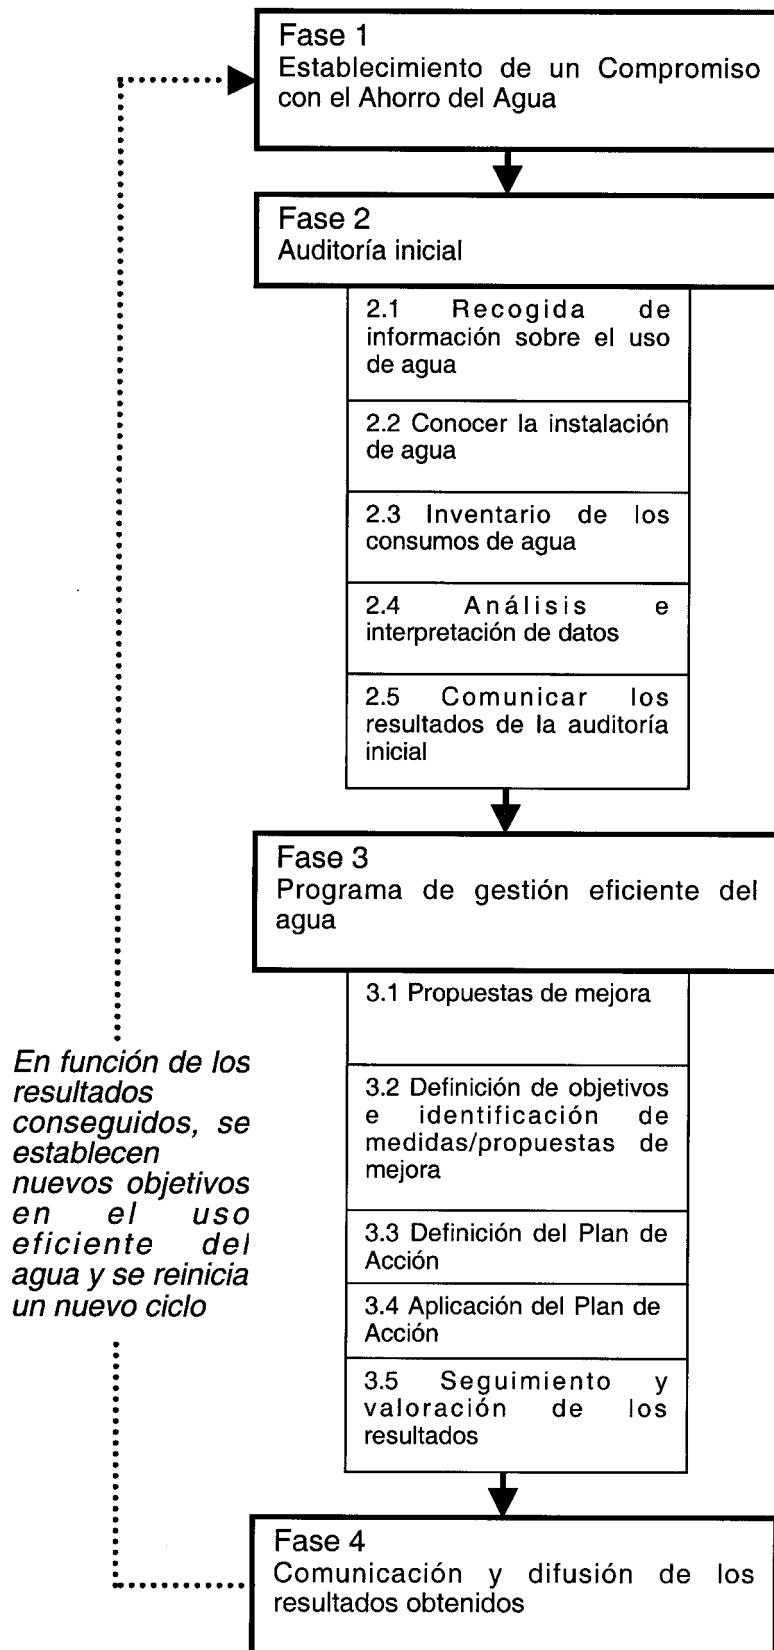 Fase 1
Establecimiento de un Compromiso
con el Ahorro del Agua
Fase 2
Auditoría inicial
2.1 Recogida de
información sobre el uso
de agua
2.2 Conocer la instalación
de agua
2.3 Inventario de los
consumos de agua
2.4 Análisis e
interpretación de datos
2.5 Comunicar los
resultados de la auditoría
inicial
Fase 3
Programa de gestión eficiente del
agua
3.1 Propuestas de mejora
3.2 Definición de objetivos
e identificación de
medidas/propuestas de
mejora
3.3 Definición del Plan de
Acción
3.4 Aplicación del Plan de
Acción
3.5 Seguimiento y
valoración de los
resultados
Fase 4
Comunicación y difusión de los
resultados obtenidos
En función de los
resultados
conseguidos, se
establecen
nuevos objetivos
en el uso
eficiente del
agua y se reinicia
un nuevo ciclo